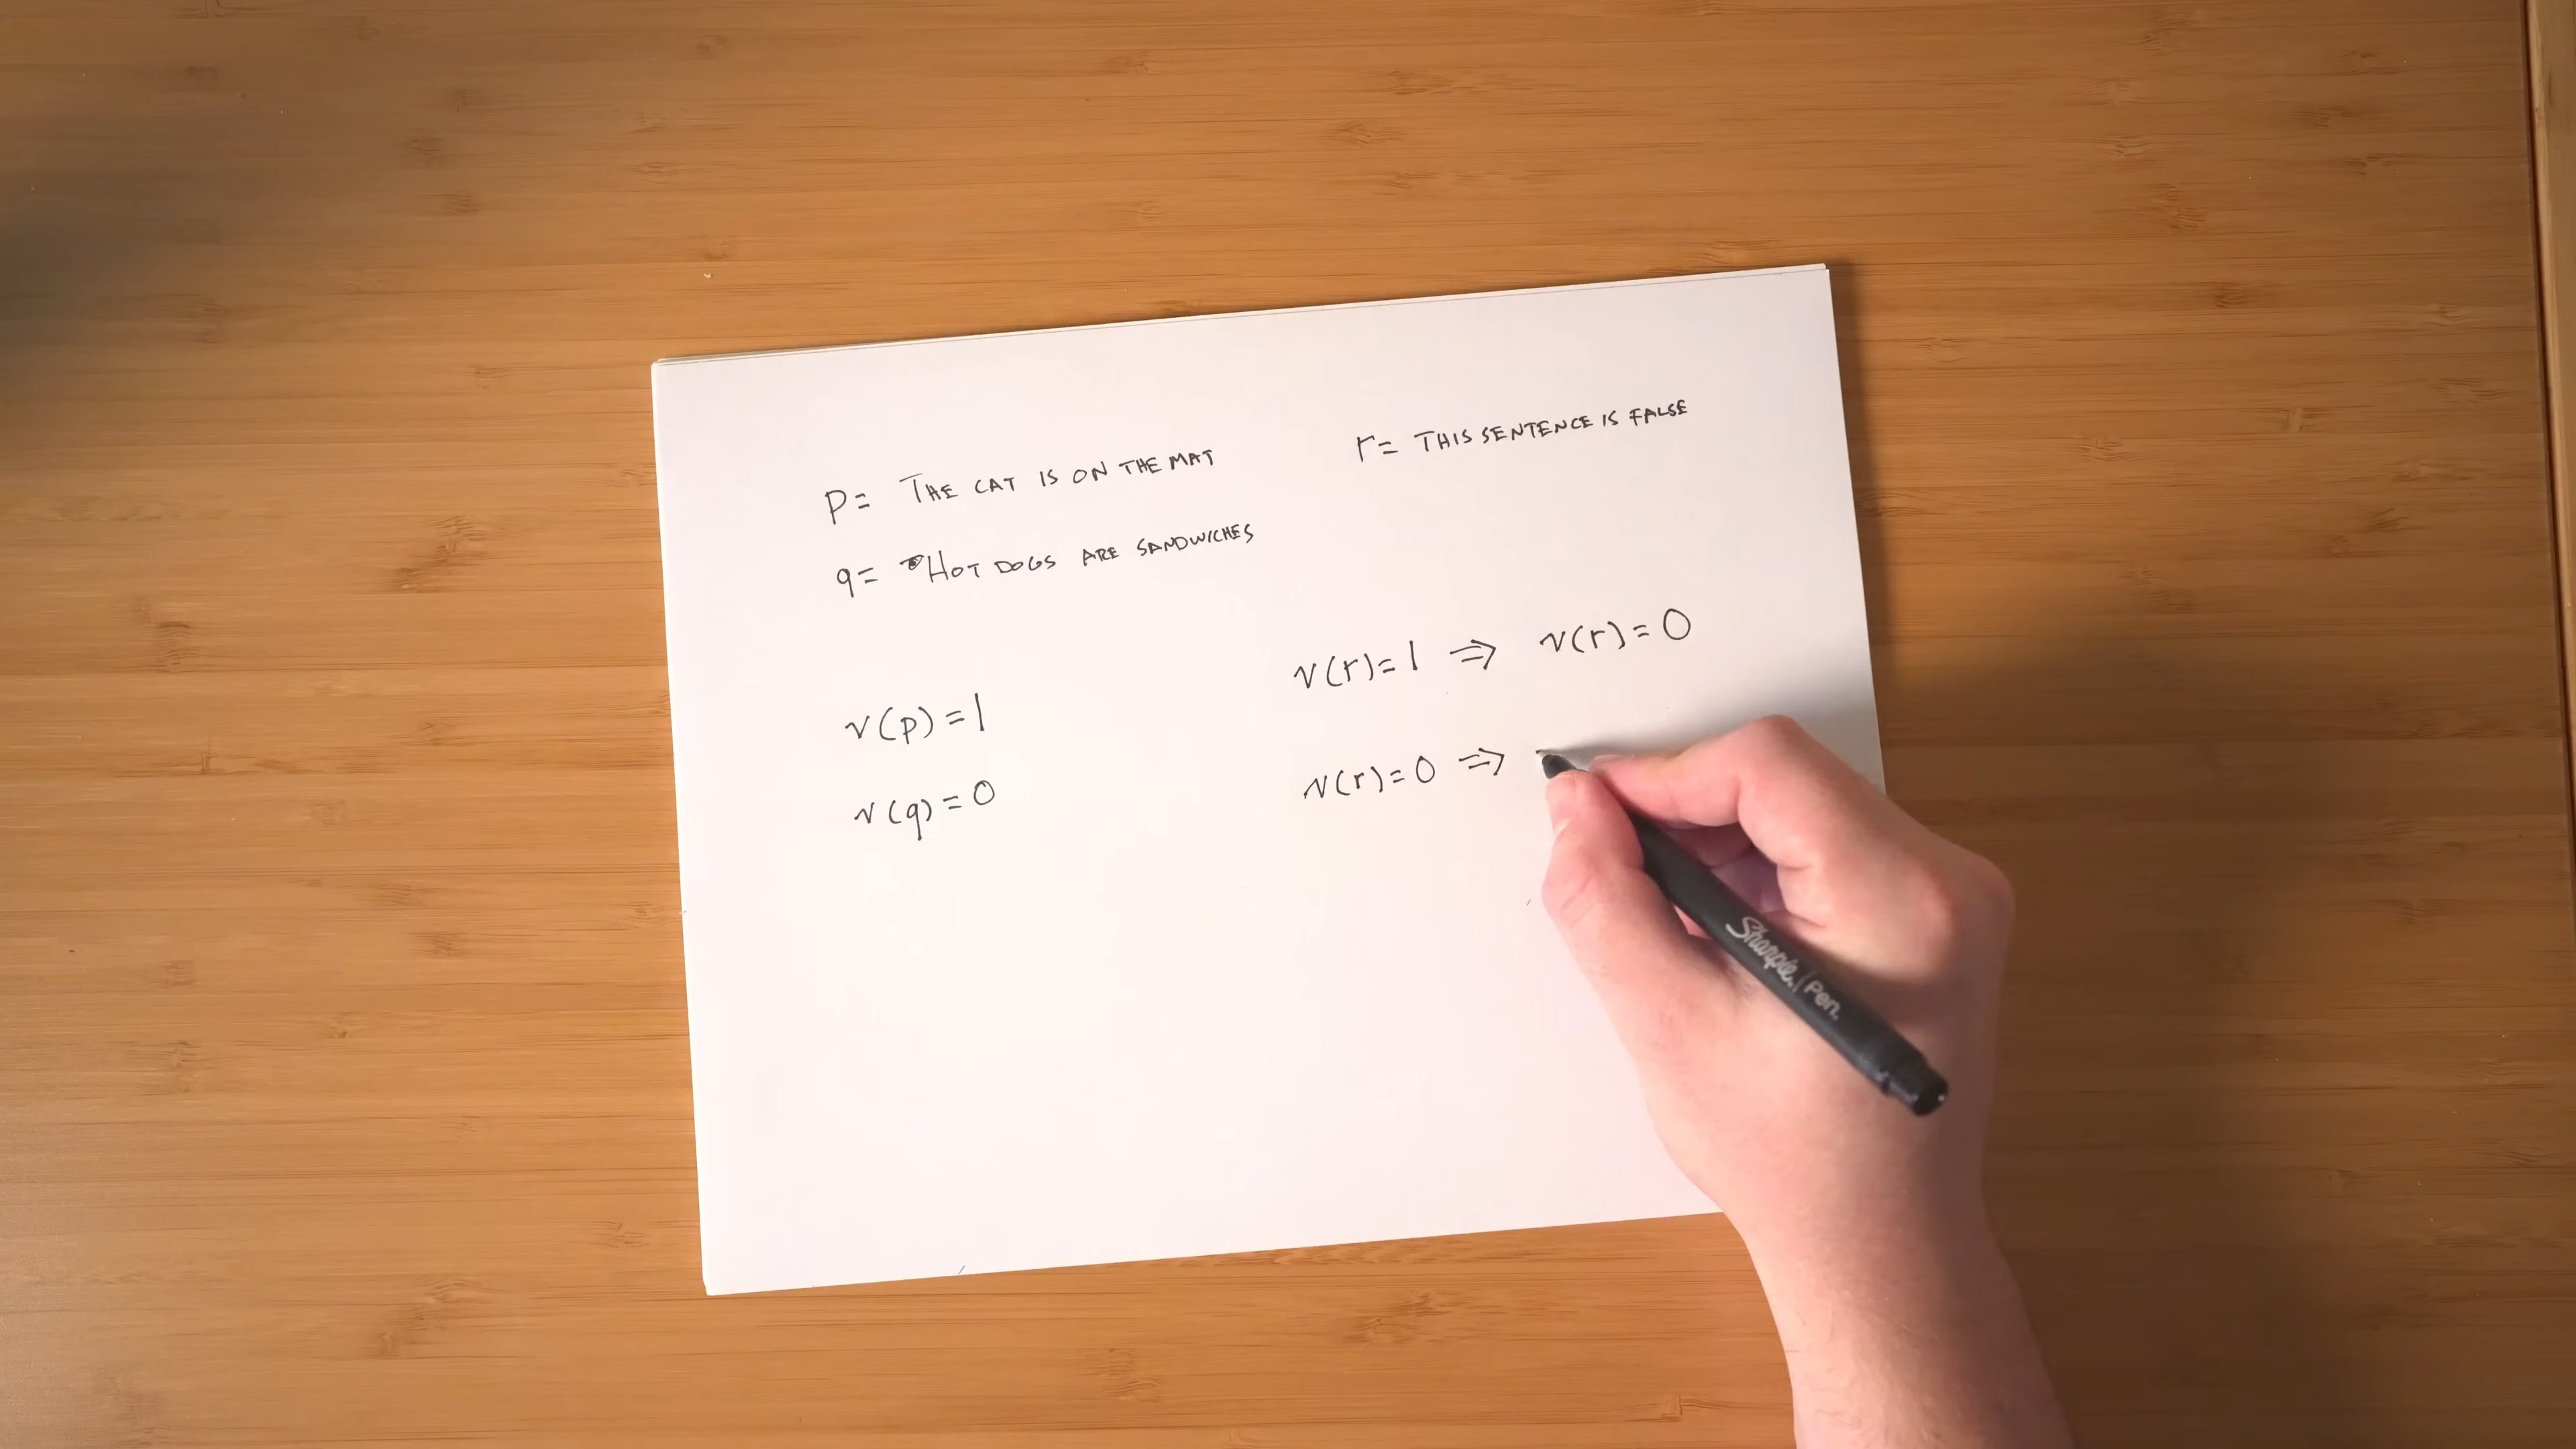 p= THE CAT IS ON THE MAT
q= HOT DOGS ARE SANDWICHES
r= THIS SENTENCE IS FALSE
v(p)=1
v(q)=0
v(r)=1 ⇒ v(r)=0
v(r)=0 ⇒
Sharpie | Pen.